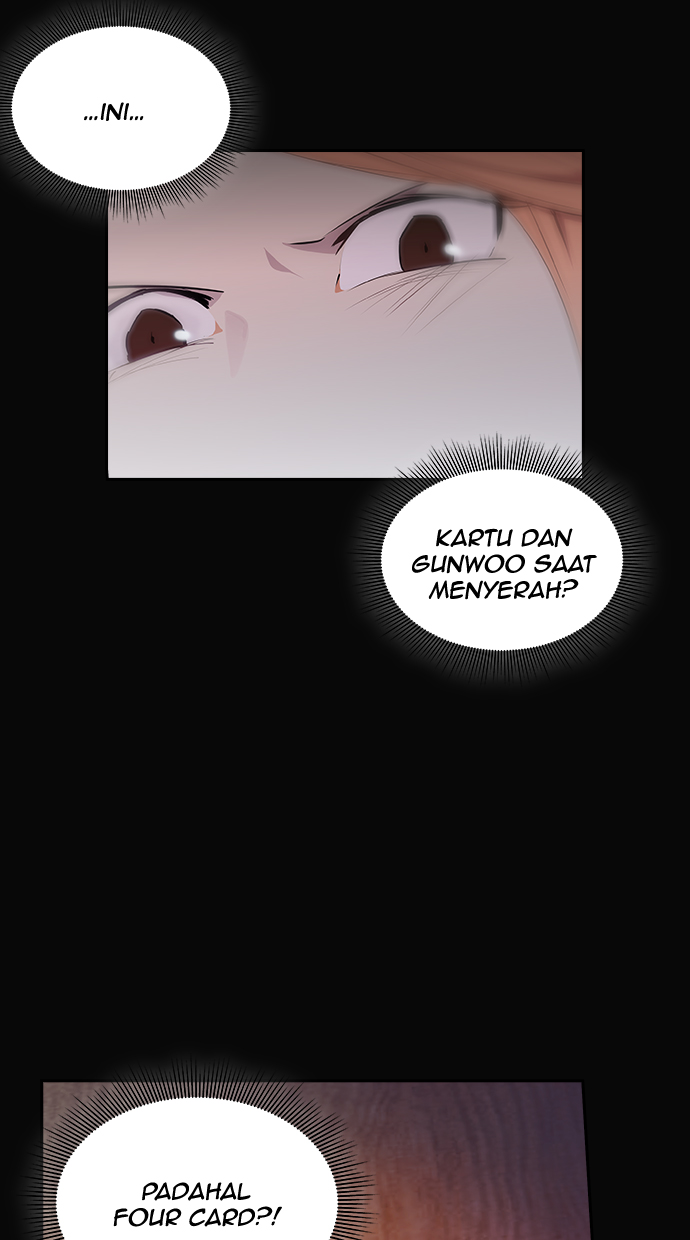 ...INI...
KARTU DAN
GUNWOO SAAT
MENYERAH?
PADAHAL
FOUR CARD?!